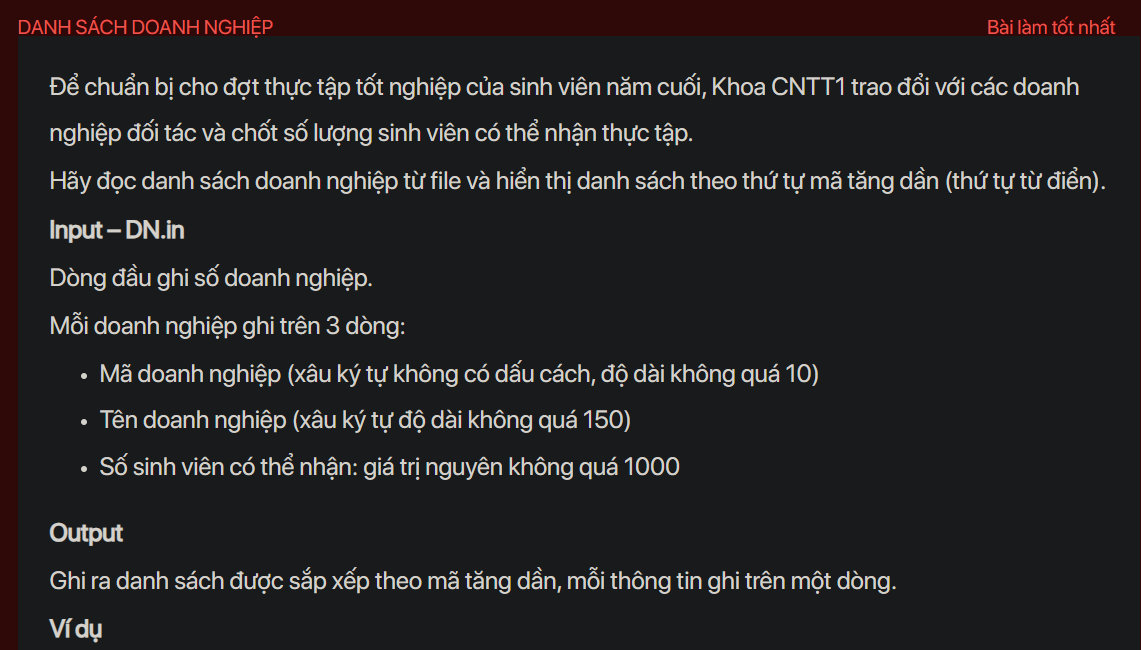 DANH SÁCH DOANH NGHIỆP
Bài làm tốt nhất
Để chuẩn bị cho đợt thực tập tốt nghiệp của sinh viên năm cuối, Khoa CNTT1 trao đổi với các doanh
nghiệp đối tác và chốt số lượng sinh viên có thể nhận thực tập.
Hãy đọc danh sách doanh nghiệp từ file và hiển thị danh sách theo thứ tự mã tăng dần (thứ tự từ điển).
Input – DN.in
Dòng đầu ghi số doanh nghiệp.
Mỗi doanh nghiệp ghi trên 3 dòng:
• Mã doanh nghiệp (xâu ký tự không có dấu cách, độ dài không quá 10)
• Tên doanh nghiệp (xâu ký tự độ dài không quá 150)
• Số sinh viên có thể nhận: giá trị nguyên không quá 1000
Output
Ghi ra danh sách được sắp xếp theo mã tăng dần, mỗi thông tin ghi trên một dòng.
Ví dụ